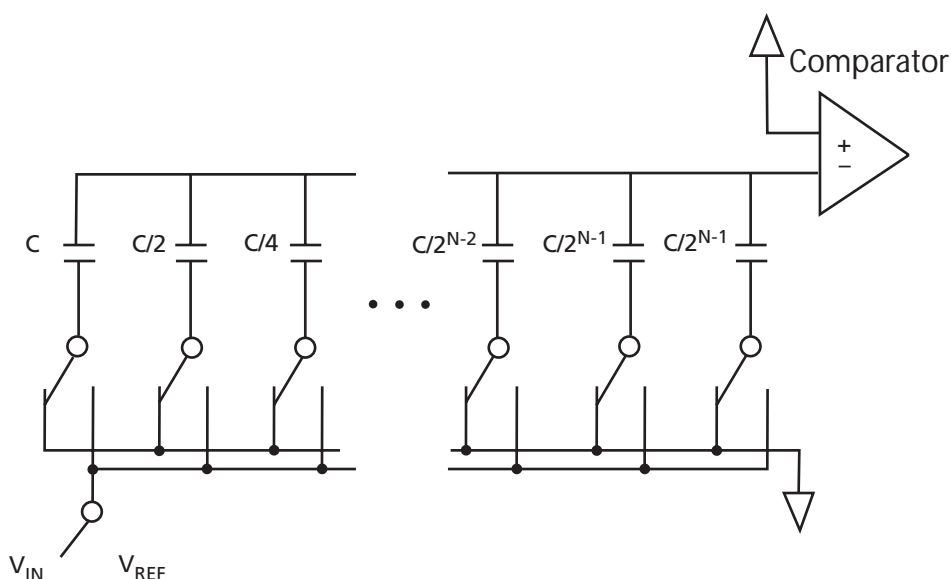 Comparator
+
–
C C/2 C/4 C/2^N-2 C/2^N-1 C/2^N-1
V_IN V_REF